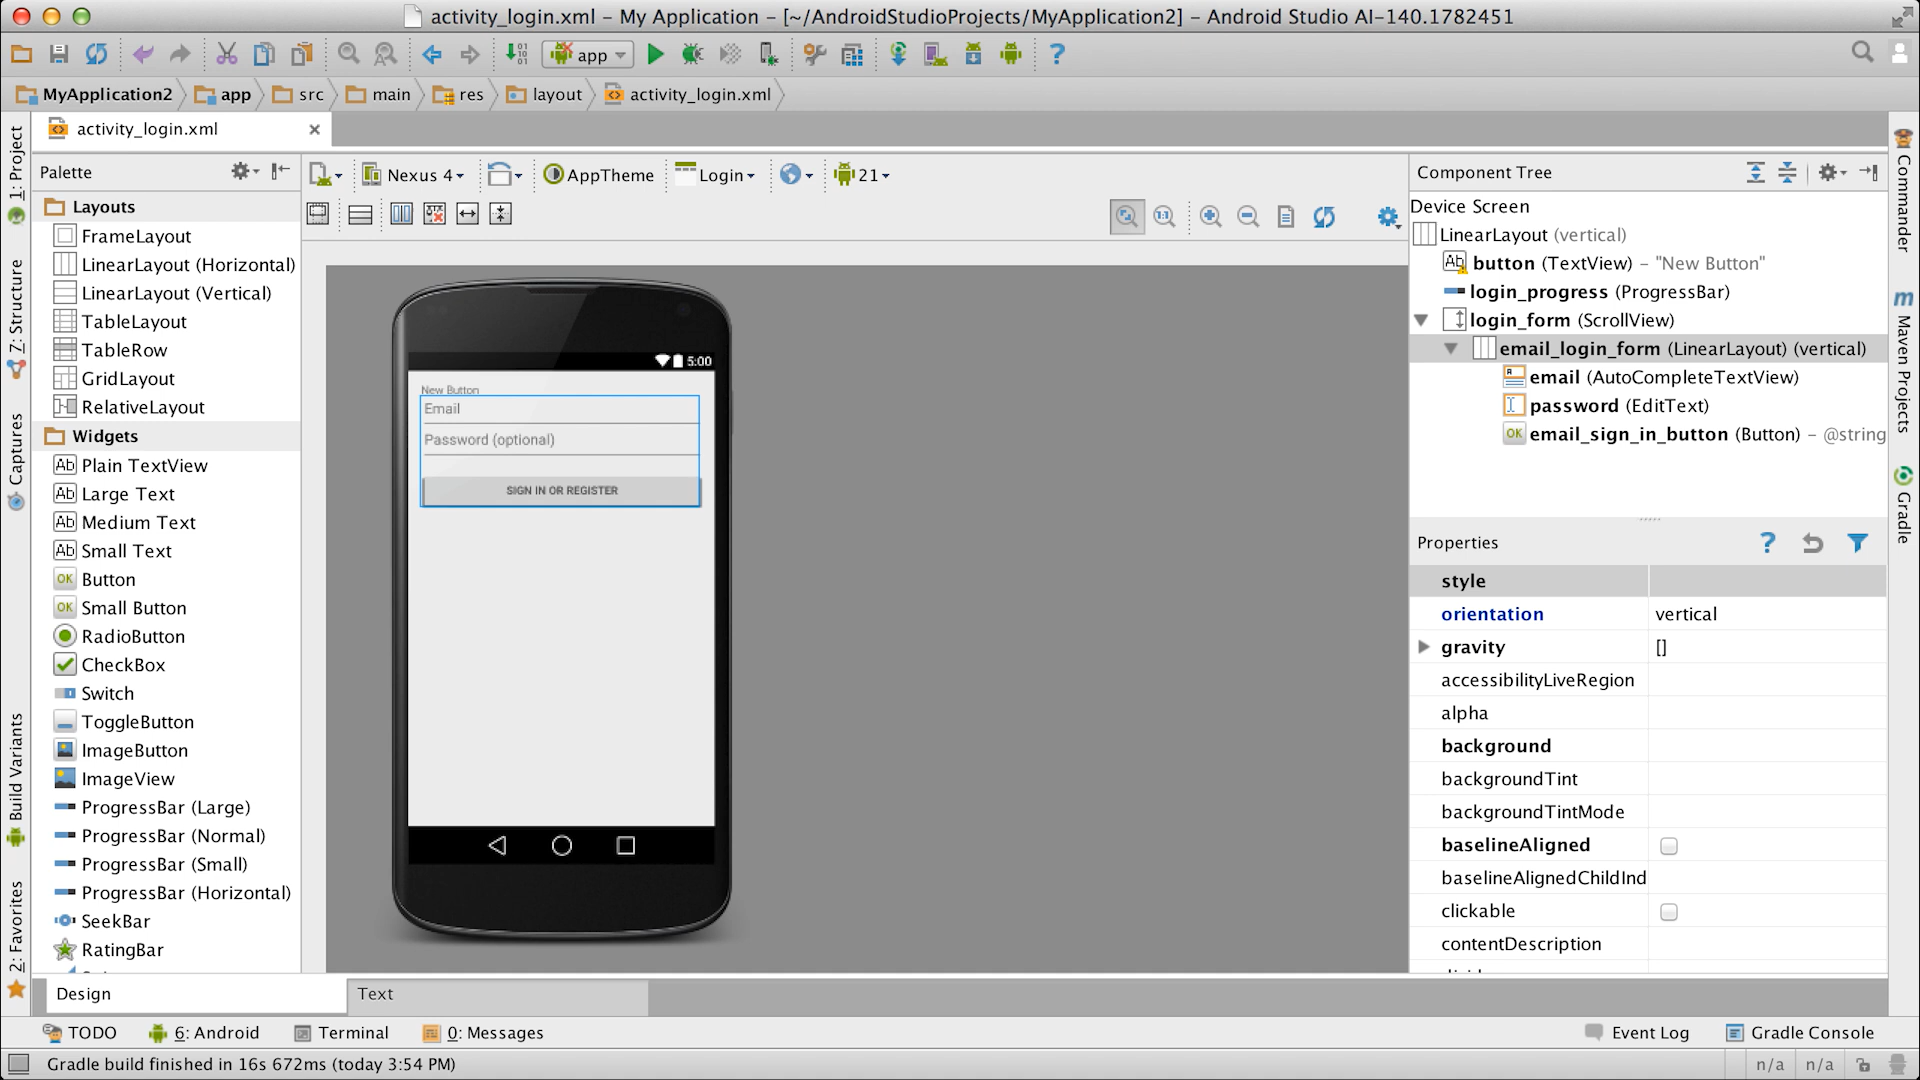 activity_login.xml – My Application – [~/AndroidStudioProjects/MyApplication2] – Android Studio AI-140.1782451
app
MyApplication2 app src main res layout activity_login.xml
activity_login.xml
1: Project
Z: Structure
Captures
Build Variants
2: Favorites
Palette
Layouts
FrameLayout
LinearLayout (Horizontal)
LinearLayout (Vertical)
TableLayout
TableRow
GridLayout
RelativeLayout
Widgets
Plain TextView
Large Text
Medium Text
Small Text
Button
Small Button
RadioButton
CheckBox
Switch
ToggleButton
ImageButton
ImageView
ProgressBar (Large)
ProgressBar (Normal)
ProgressBar (Small)
ProgressBar (Horizontal)
SeekBar
RatingBar
Nexus 4 AppTheme Login 21
5:00
New Button
Email
Password (optional)
SIGN IN OR REGISTER
Component Tree
Device Screen
LinearLayout (vertical)
button (TextView) – "New Button"
login_progress (ProgressBar)
login_form (ScrollView)
email_login_form (LinearLayout) (vertical)
email (AutoCompleteTextView)
password (EditText)
email_sign_in_button (Button) – @string
Properties
style
orientation vertical
gravity []
accessibilityLiveRegion
alpha
background
backgroundTint
backgroundTintMode
baselineAligned
baselineAlignedChildInd
clickable
contentDescription
Commander
Maven Projects
Gradle
Design Text
TODO 6: Android Terminal 0: Messages Event Log Gradle Console
Gradle build finished in 16s 672ms (today 3:54 PM) n/a n/a